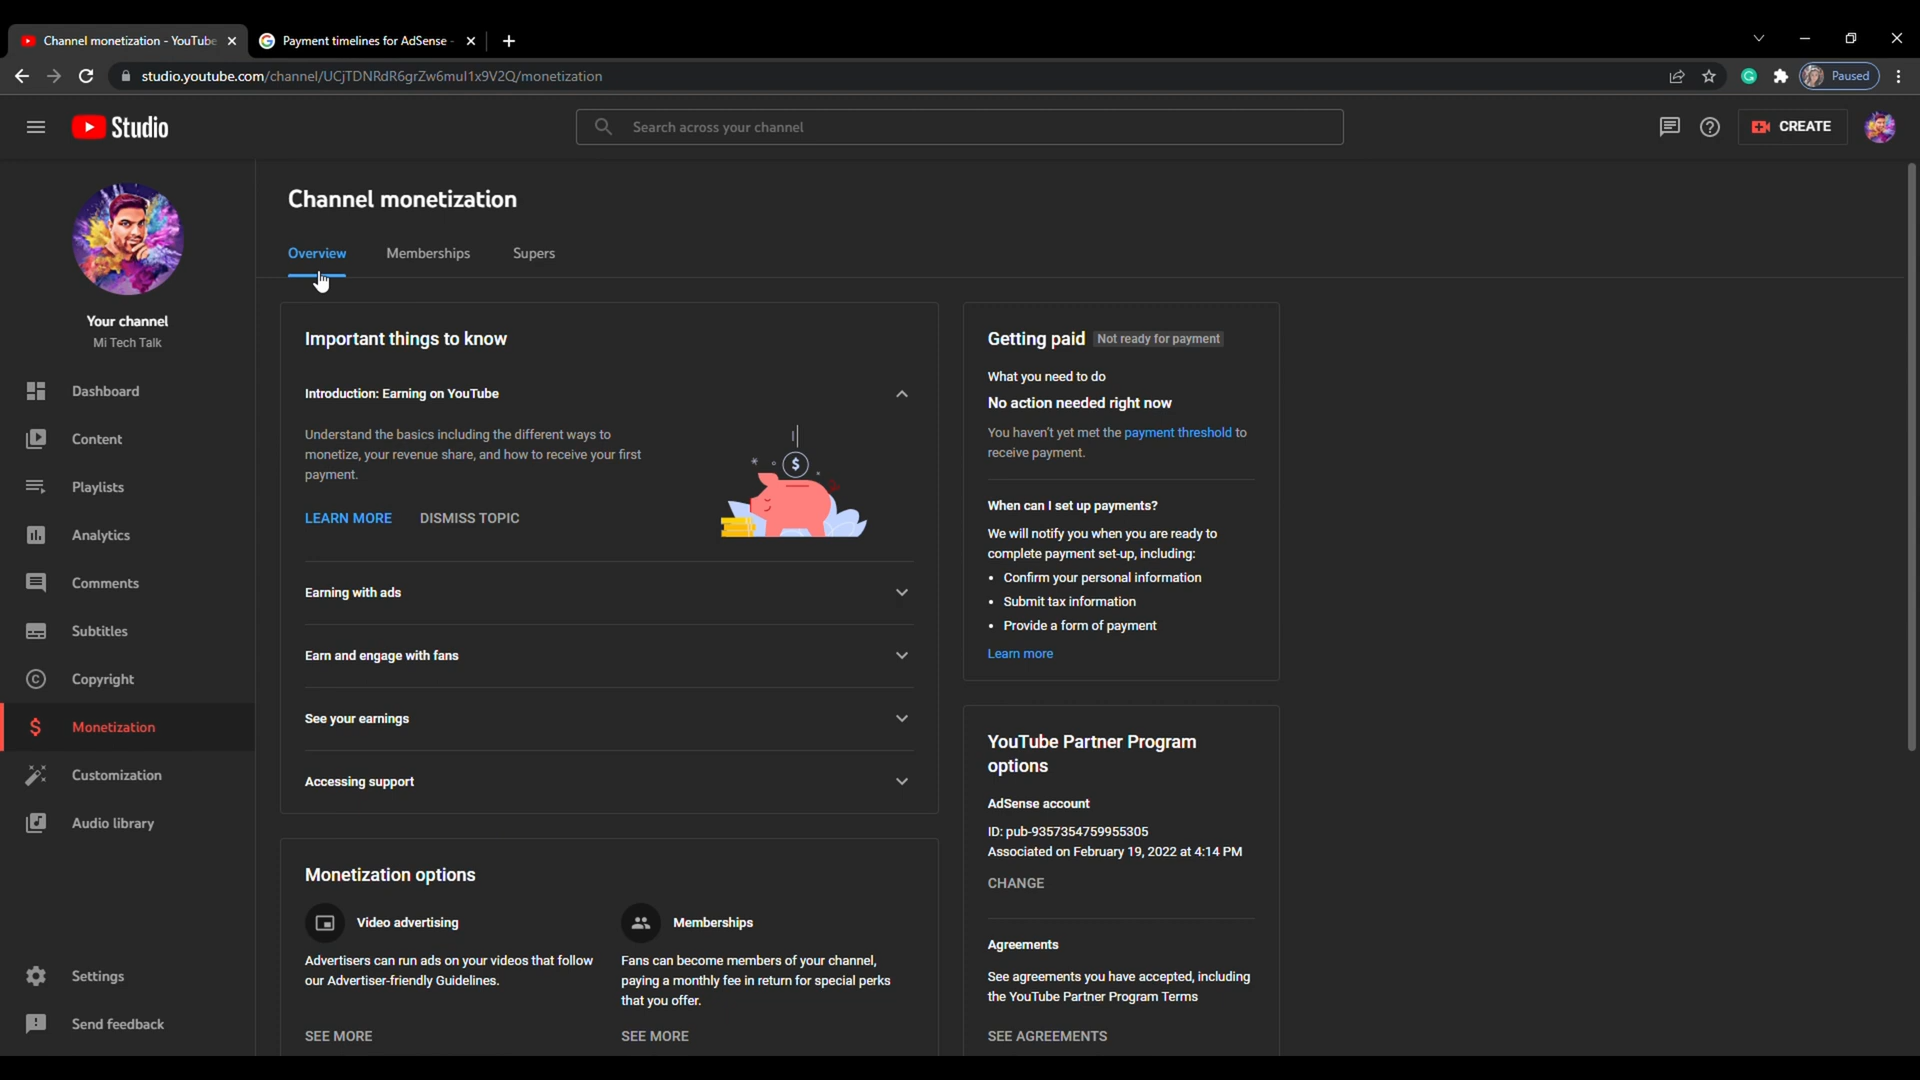 Channel monetization - YouTube
Payment timelines for AdSense -
studio.youtube.com/channel/UCjTDNRdR6grZw6mul1x9V2Q/monetization
Paused
Studio
Search across your channel
CREATE
Your channel
Mi Tech Talk
Dashboard
Content
Playlists
Analytics
Comments
Subtitles
Copyright
Monetization
Customization
Audio library
Settings
Send feedback
Channel monetization
Overview
Memberships
Supers
Important things to know
Introduction: Earning on YouTube
Understand the basics including the different ways to
monetize, your revenue share, and how to receive your first
payment.
LEARN MORE
DISMISS TOPIC
$
Earning with ads
Earn and engage with fans
See your earnings
Accessing support
Monetization options
Video advertising
Advertisers can run ads on your videos that follow
our Advertiser-friendly Guidelines.
SEE MORE
Memberships
Fans can become members of your channel,
paying a monthly fee in return for special perks
that you offer.
SEE MORE
Getting paid Not ready for payment
What you need to do
No action needed right now
You haven't yet met the payment threshold to
receive payment.
When can I set up payments?
We will notify you when you are ready to
complete payment set-up, including:
• Confirm your personal information
• Submit tax information
• Provide a form of payment
Learn more
YouTube Partner Program
options
AdSense account
ID: pub-9357354759955305
Associated on February 19, 2022 at 4:14 PM
CHANGE
Agreements
See agreements you have accepted, including
the YouTube Partner Program Terms
SEE AGREEMENTS